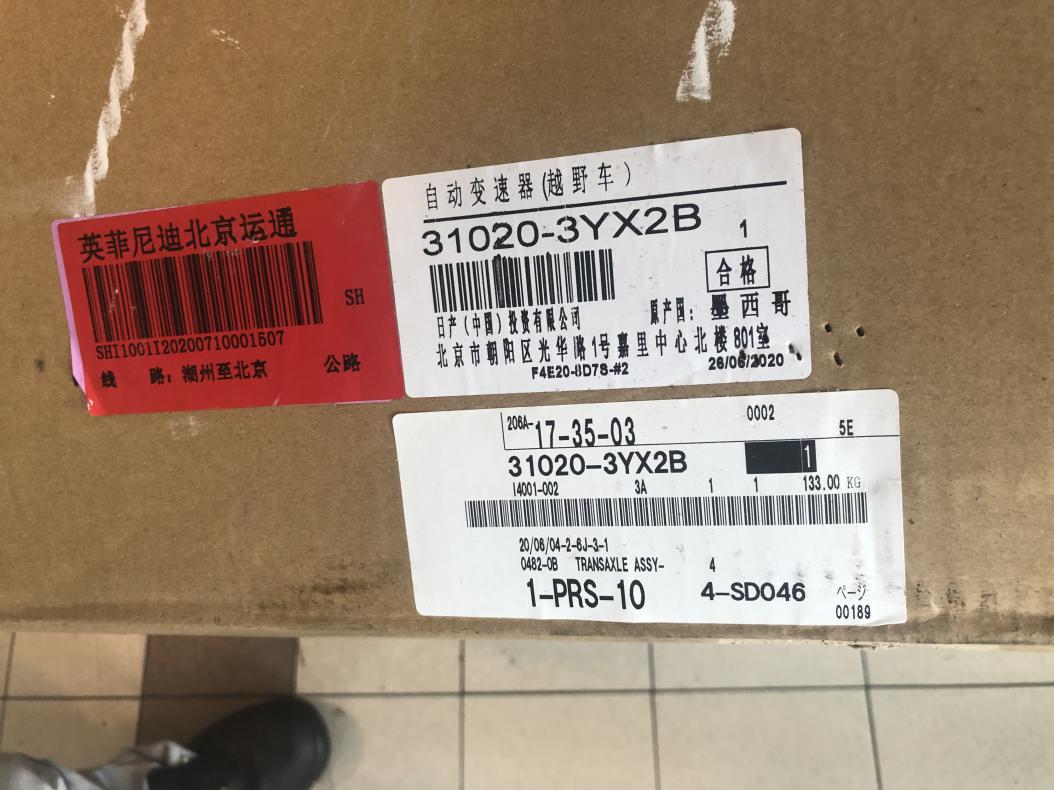 英菲尼迪北京运通
SH
SHI1001I20200710001507
线 路：潮州至北京 公路
自动变速器(越野车)
31020-3YX2B 1
合格
日产(中国)投资有限公司 原产国：墨西哥
北京市朝阳区光华路1号嘉里中心北楼801室
F4E20-8D7S-#2 26/06/2020
206A-17-35-03 0002 5E
31020-3YX2B 1
I4001-002 3A 1 1 133.00 KG
20/06/04-2-6J-3-1
0482-0B TRANSAXLE ASSY- 4
1-PRS-10 4-SD046 ページ
00189